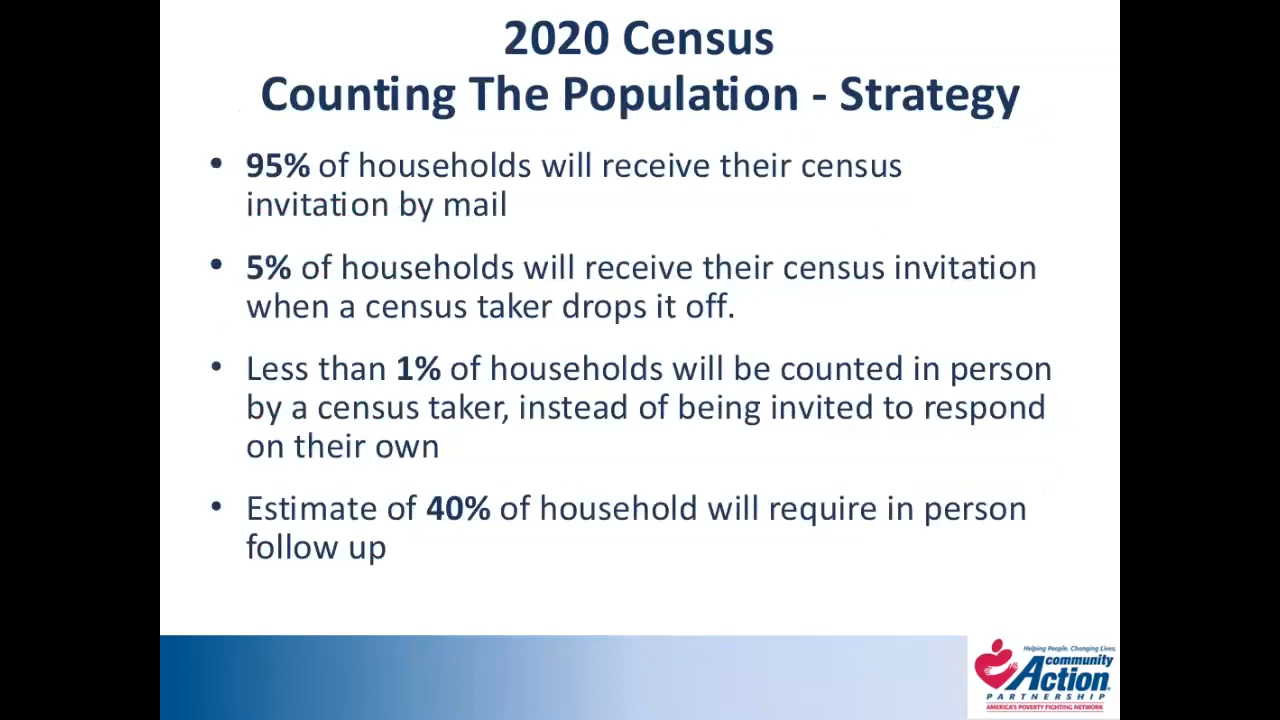 2020 Census
Counting The Population - Strategy
• 95% of households will receive their census
invitation by mail
• 5% of households will receive their census invitation
when a census taker drops it off.
• Less than 1% of households will be counted in person
by a census taker, instead of being invited to respond
on their own
• Estimate of 40% of household will require in person
follow up
Helping People. Changing Lives.
community
Action
PARTNERSHIP
AMERICA'S POVERTY FIGHTING NETWORK